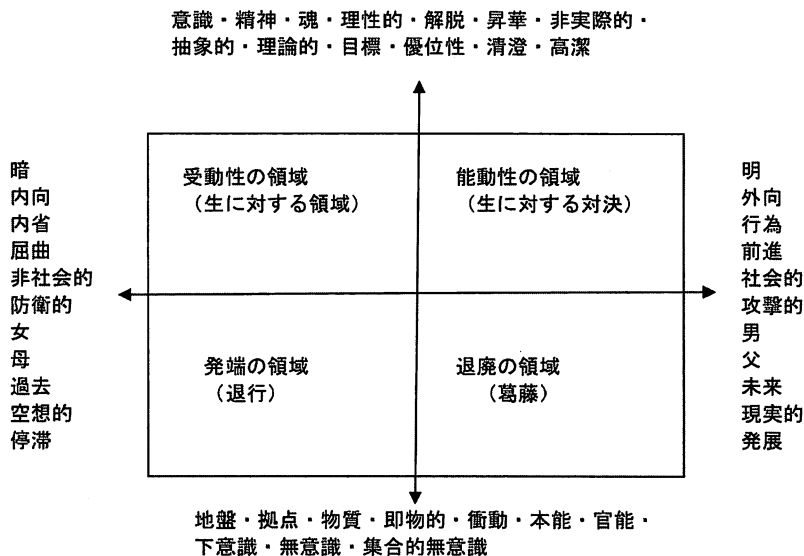 意識・精神・魂・理性的・解脱・昇華・非実際的・
抽象的・理論的・目標・優位性・清澄・高潔
暗
内向
内省
屈曲
非社会的
防衛的
女
母
過去
空想的
停滞
受動性の領域
（生に対する領域）
能動性の領域
（生に対する対決）
発端の領域
（退行）
退廃の領域
（葛藤）
明
外向
行為
前進
社会的
攻撃的
男
父
未来
現実的
発展
地盤・拠点・物質・即物的・衝動・本能・官能・
下意識・無意識・集合的無意識